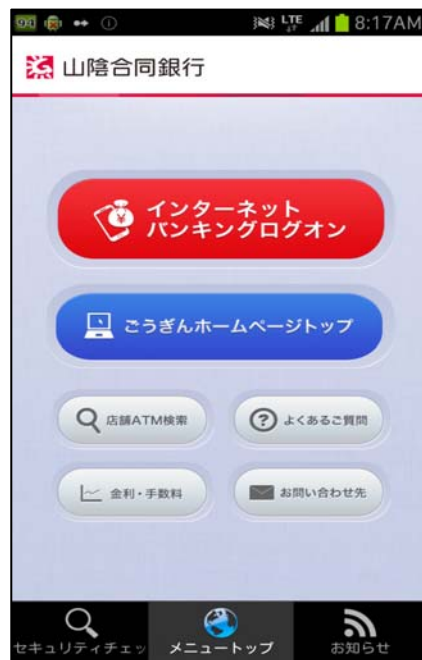 94
LTE
8:17AM
山陰合同銀行
インターネット
バンキングログオン
ごうぎんホームページトップ
店舗ATM検索
よくあるご質問
金利・手数料
お問い合わせ先
セキュリティチェッ
メニュートップ
お知らせ